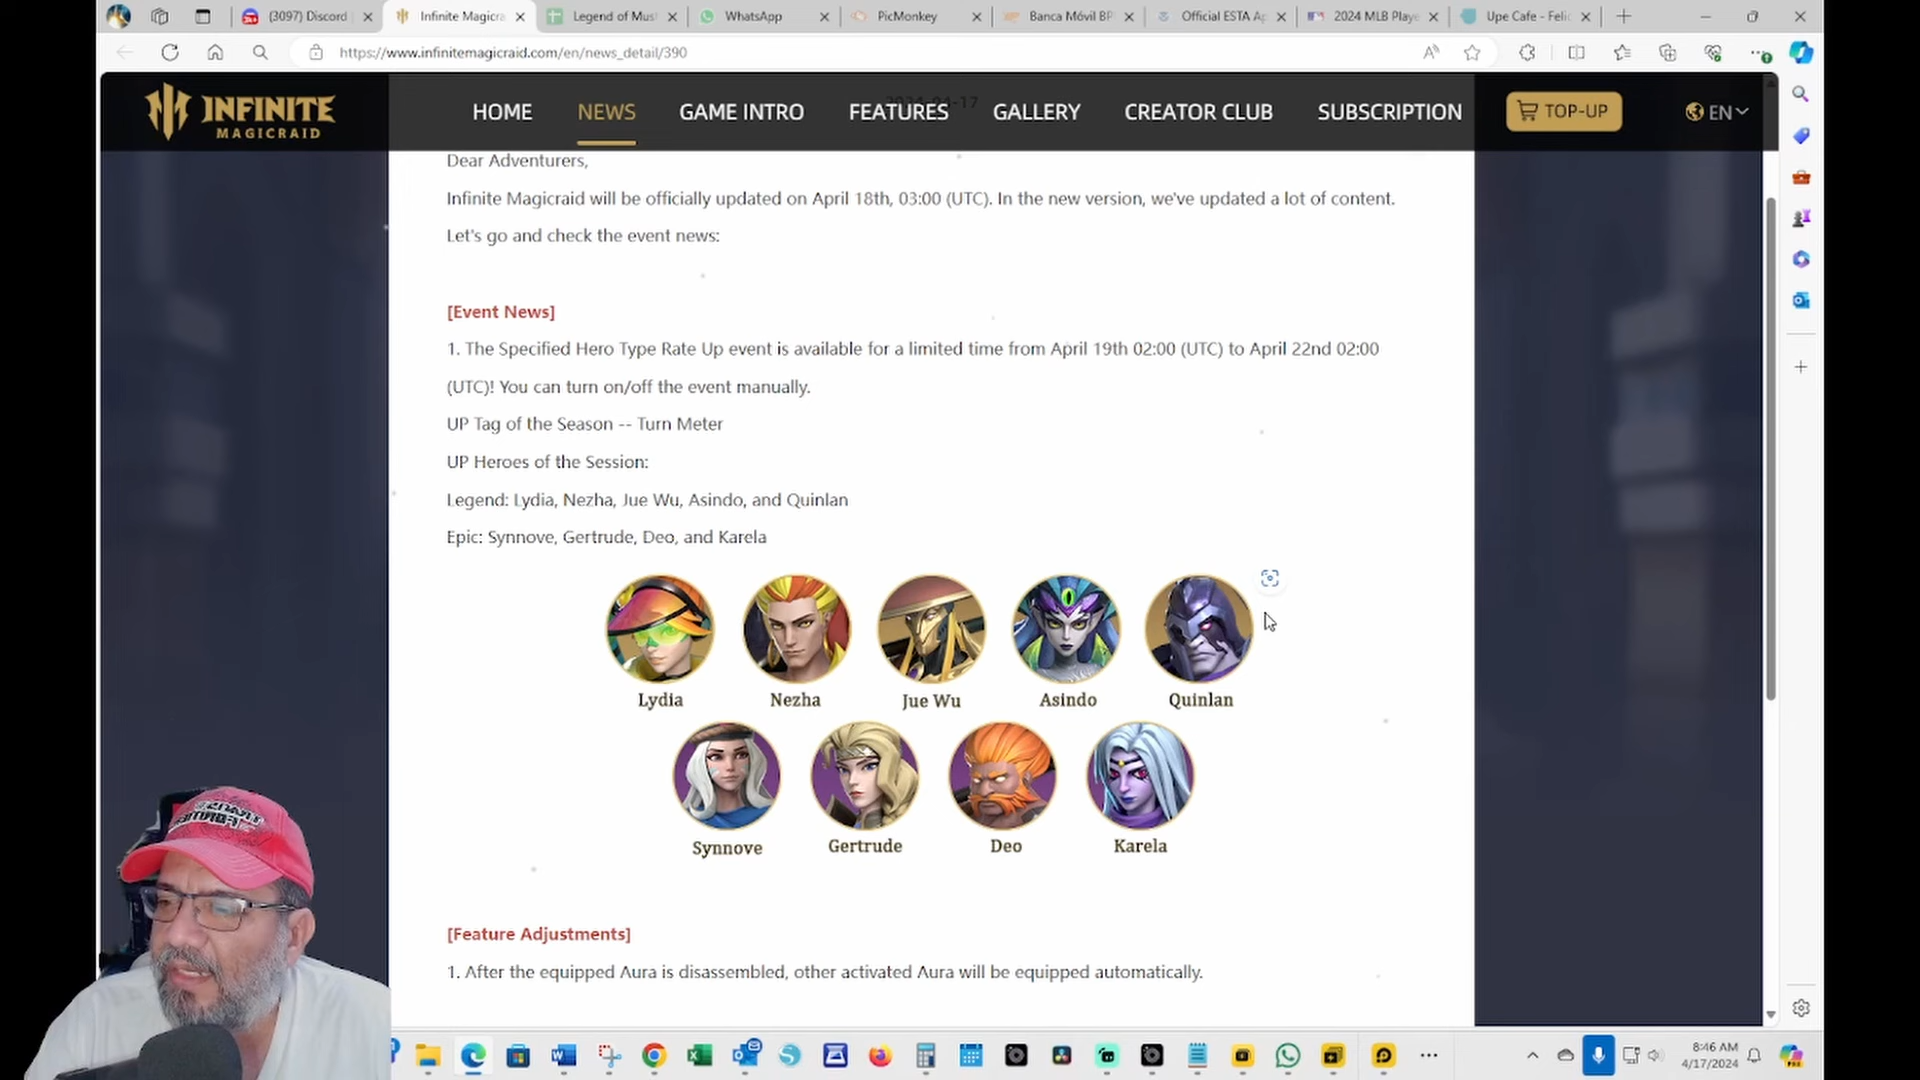 (3097) Discord
Infinite Magicra
Legend of Mus
WhatsApp
PicMonkey
Banca Móvil BP
Official ESTA Ap
2024 MLB Playe
Upe Cafe - Feli
https://www.infinitemagicraid.com/en/news_detail/390
INFINITE
MAGICRAID
HOME
NEWS
GAME INTRO
FEATURES
GALLERY
CREATOR CLUB
SUBSCRIPTION
TOP-UP
EN
Dear Adventurers,
Infinite Magicraid will be officially updated on April 18th, 03:00 (UTC). In the new version, we've updated a lot of content.
Let's go and check the event news:
[Event News]
1. The Specified Hero Type Rate Up event is available for a limited time from April 19th 02:00 (UTC) to April 22nd 02:00
(UTC)! You can turn on/off the event manually.
UP Tag of the Season -- Turn Meter
UP Heroes of the Session:
Legend: Lydia, Nezha, Jue Wu, Asindo, and Quinlan
Epic: Synnove, Gertrude, Deo, and Karela
Lydia
Nezha
Jue Wu
Asindo
Quinlan
Synnove
Gertrude
Deo
Karela
[Feature Adjustments]
1. After the equipped Aura is disassembled, other activated Aura will be equipped automatically.
8:46 AM
4/17/2024